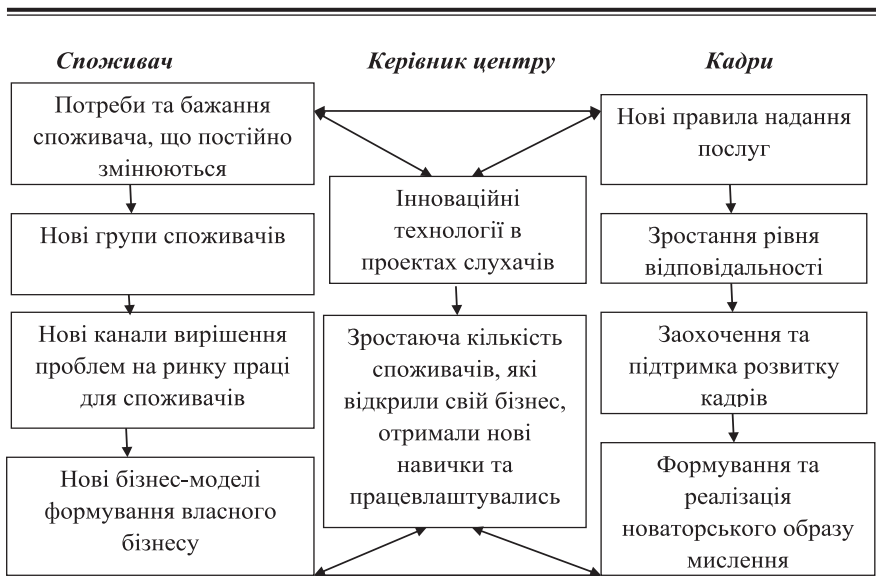 Споживач
Керівник центру
Кадри
Потреби та бажання
споживача, що постійно
змінюються
Нові групи споживачів
Нові канали вирішення
проблем на ринку праці
для споживачів
Нові бізнес-моделі
формування власного
бізнесу
Інноваційні
технології в
проектах слухачів
Зростаюча кількість
споживачів, які
відкрили свій бізнес,
отримали нові
навички та
працевлаштувались
Нові правила надання
послуг
Зростання рівня
відповідальності
Заохочення та
підтримка розвитку
кадрів
Формування та
реалізація
новаторського образу
мислення